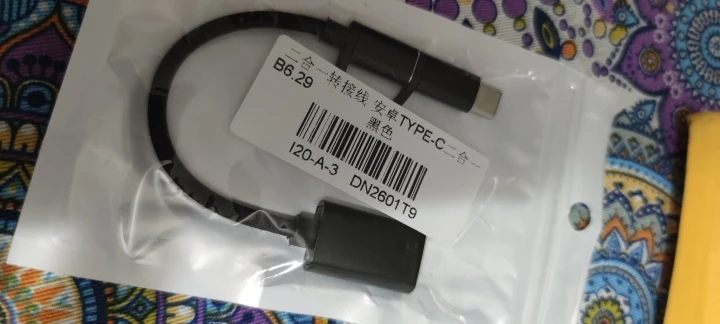 二合一转接线 安卓TYPE-C二合一
B6.29
黑色
I20-A-3 DN2601T9